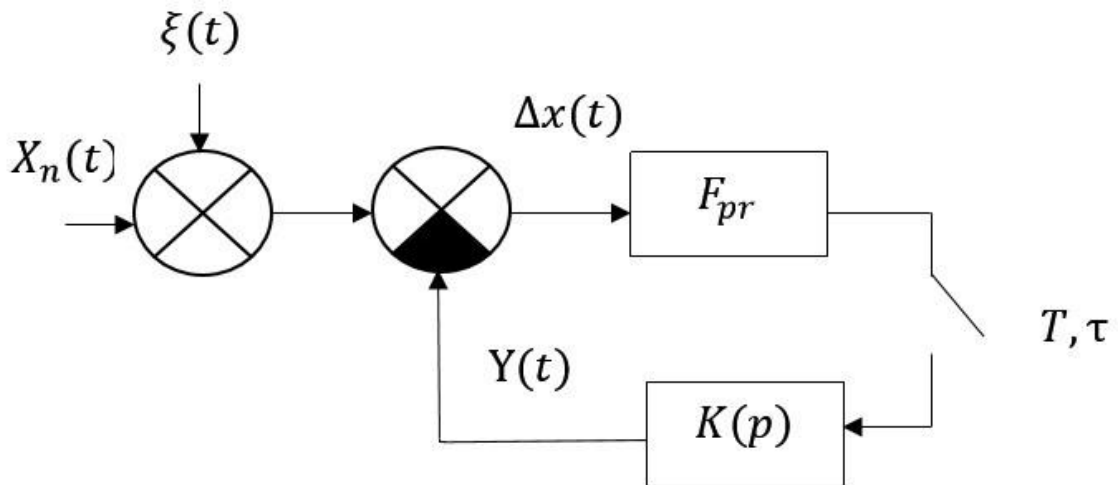 ξ(t)
X_n(t)
Δx(t)
F_pr
T, τ
Y(t)
K(p)